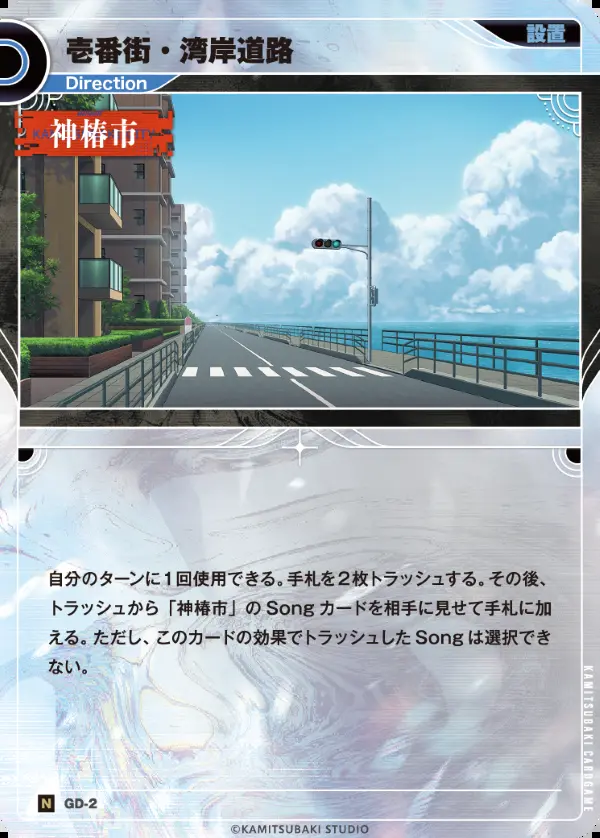 壱番街・湾岸道路
設置
Direction
神椿市
自分のターンに1回使用できる。手札を2枚トラッシュする。その後、
トラッシュから「神椿市」のSongカードを相手に見せて手札に加
える。ただし、このカードの効果でトラッシュしたSongは選択でき
ない。
KAMITSUBAKI CARDGAME
N GD-2
©KAMITSUBAKI STUDIO